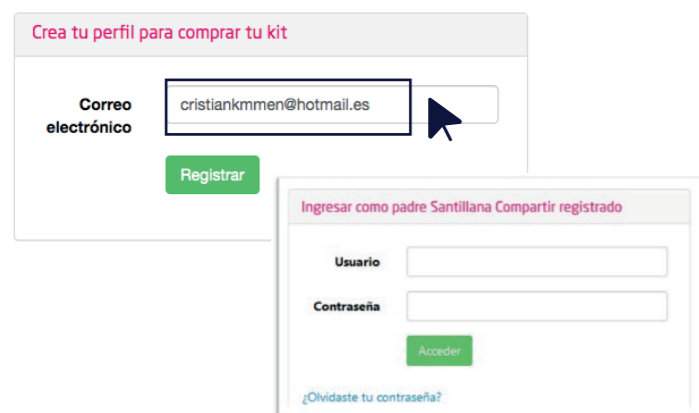 Crea tu perfil para comprar tu kit
Correo electrónico
cristiankmmen@hotmail.es
Registrar
Ingresar como padre Santillana Compartir registrado
Usuario
Contraseña
Acceder
¿Olvidaste tu contraseña?